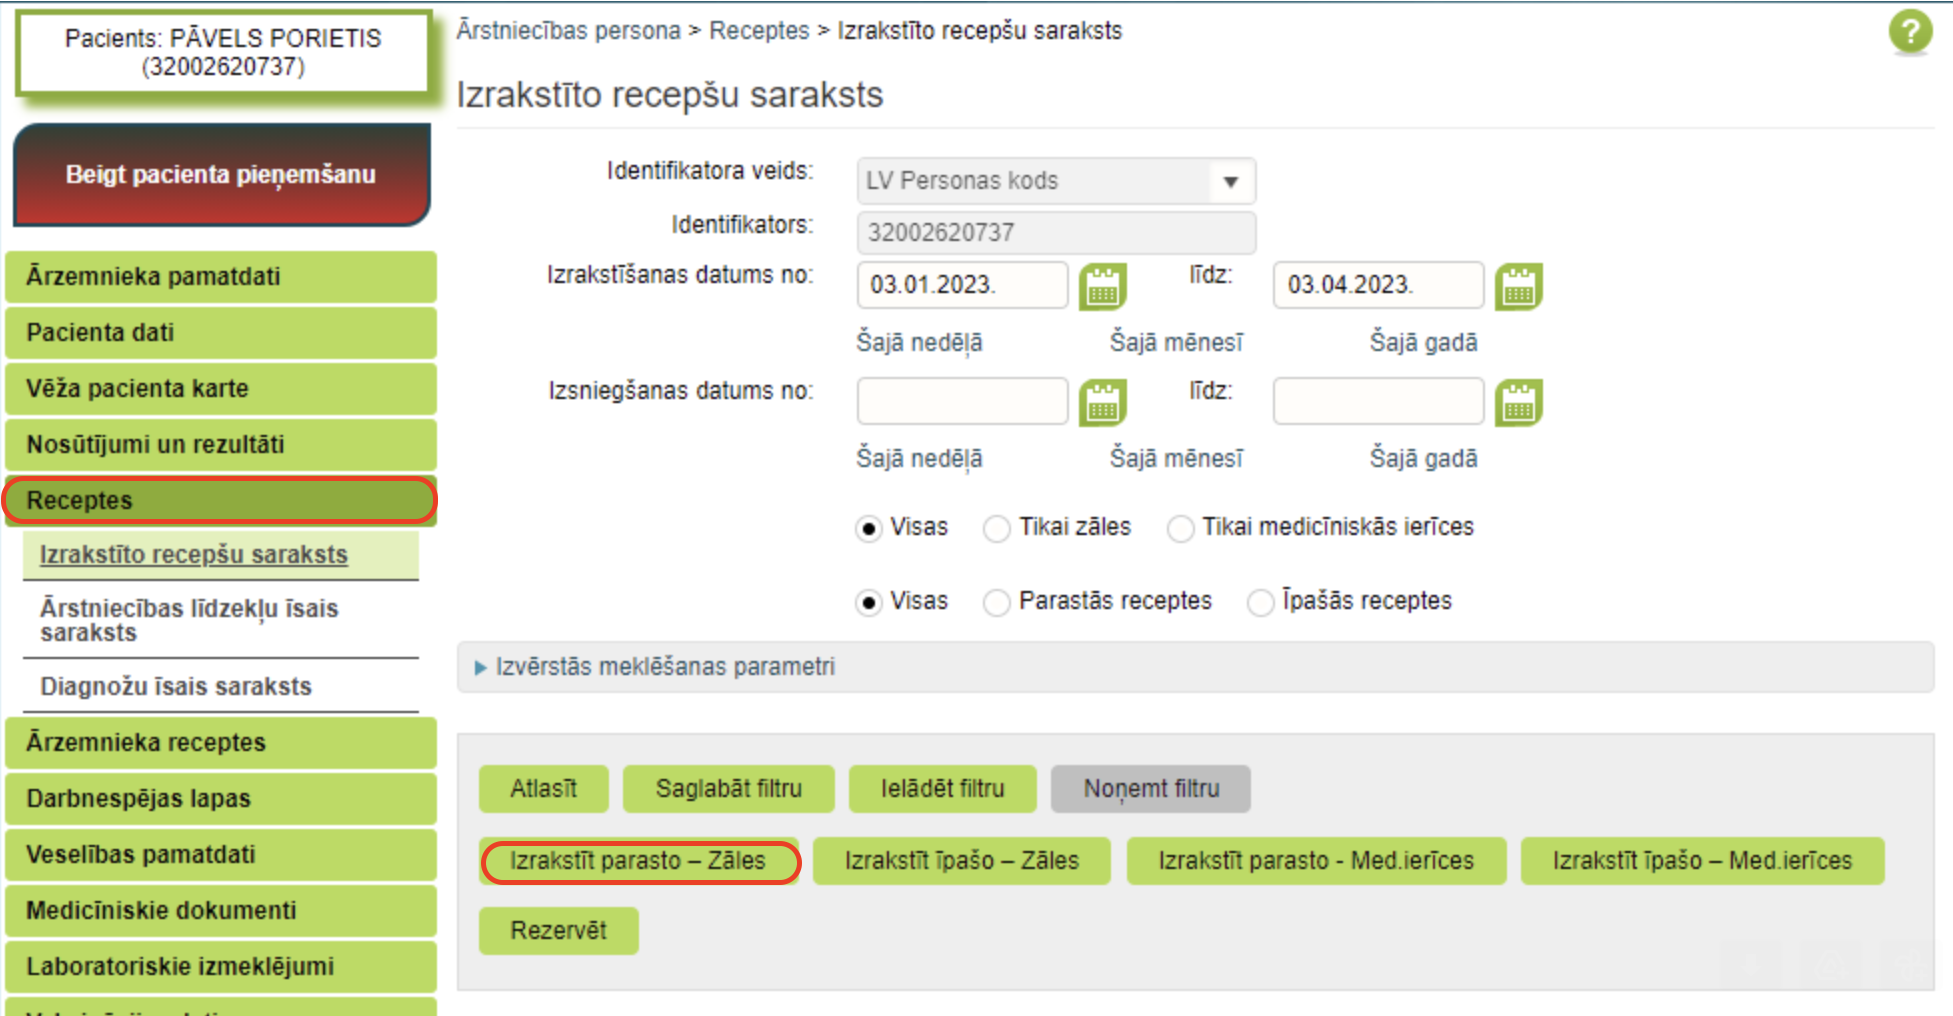 Pacients: PĀVELS PORIETIS
(32002620737)
Beigt pacienta pieņemšanu
Ārzemnieka pamatdati
Pacienta dati
Vēža pacienta karte
Nosūtījumi un rezultāti
Receptes
Izrakstīto recepšu saraksts
Ārstniecības līdzekļu īsais
saraksts
Diagnožu īsais saraksts
Ārzemnieka receptes
Darbnespējas lapas
Veselības pamatdati
Medicīniskie dokumenti
Laboratoriskie izmeklējumi
Ārstniecības persona > Receptes > Izrakstīto recepšu saraksts
?
Izrakstīto recepšu saraksts
Identifikatora veids: LV Personas kods
Identifikators: 32002620737
Izrakstīšanas datums no: 03.01.2023. līdz: 03.04.2023.
Šajā nedēļā Šajā mēnesī Šajā gadā
Izsniegšanas datums no: līdz:
Šajā nedēļā Šajā mēnesī Šajā gadā
Visas Tikai zāles Tikai medicīniskās ierīces
Visas Parastās receptes Īpašās receptes
Izvērstās meklēšanas parametri
Atlasīt Saglabāt filtru Ielādēt filtru Noņemt filtru
Izrakstīt parasto – Zāles Izrakstīt īpašo – Zāles Izrakstīt parasto - Med.ierīces Izrakstīt īpašo – Med.ierīces
Rezervēt